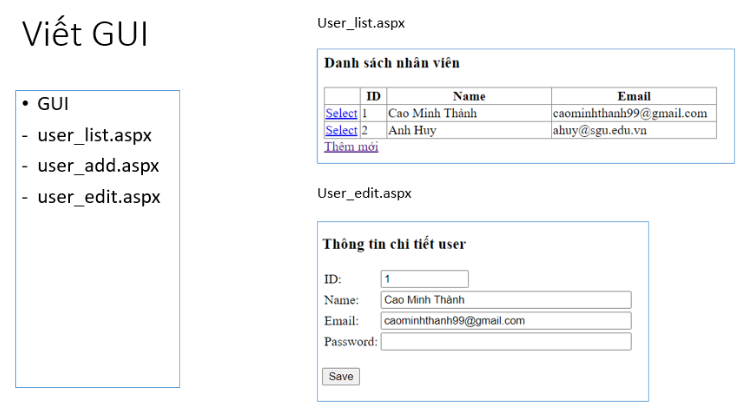 Viết GUI
• GUI
- user_list.aspx
- user_add.aspx
- user_edit.aspx
User_list.aspx
Danh sách nhân viên
ID Name Email
Select 1 Cao Minh Thành caominhthanh99@gmail.com
Select 2 Anh Huy ahuy@sgu.edu.vn
Thêm mới
User_edit.aspx
Thông tin chi tiết user
ID: 1
Name: Cao Minh Thành
Email: caominhthanh99@gmail.com
Password:
Save